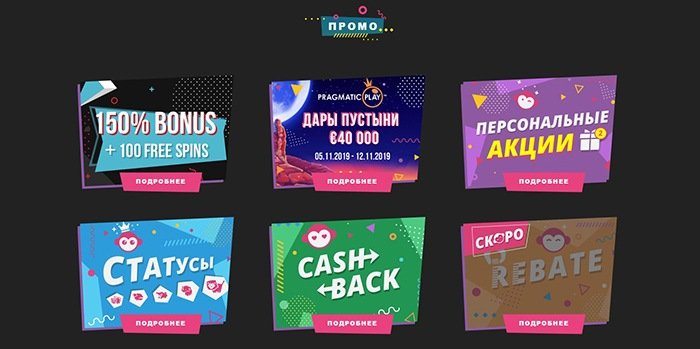 ПРОМО
150% BONUS
+ 100 FREE SPINS
ПОДРОБНЕЕ
PRAGMATIC PLAY
ДАРЫ ПУСТЫНИ
€40 000
05.11.2019 - 12.11.2019
ПОДРОБНЕЕ
ПЕРСОНАЛЬНЫЕ
АКЦИИ
2
ПОДРОБНЕЕ
СТАТУСЫ
ПОДРОБНЕЕ
CASH
BACK
ПОДРОБНЕЕ
СКОРО
REBATE
ПОДРОБНЕЕ